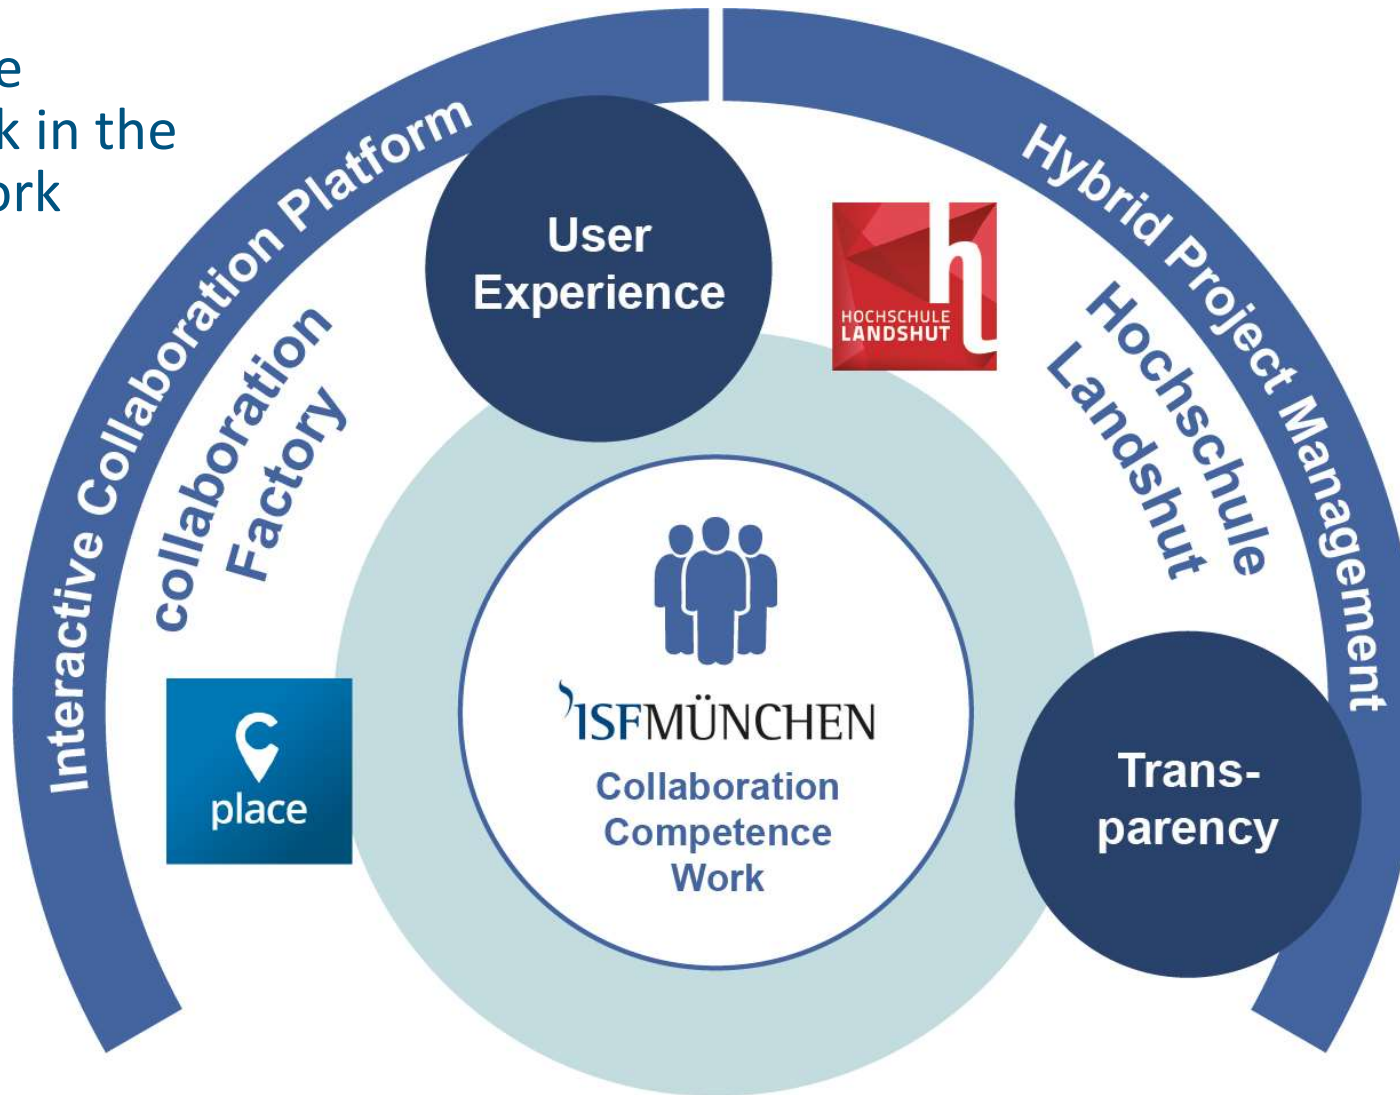 e
k in the
ork
Interactive Collaboration Platform
Hybrid Project Management
User
Experience
HOCHSCHULE
LANDSHUT
collaboration
Factory
Hochschule
Landshut
place
ISFMÜNCHEN
Collaboration
Competence
Work
Trans-
parency